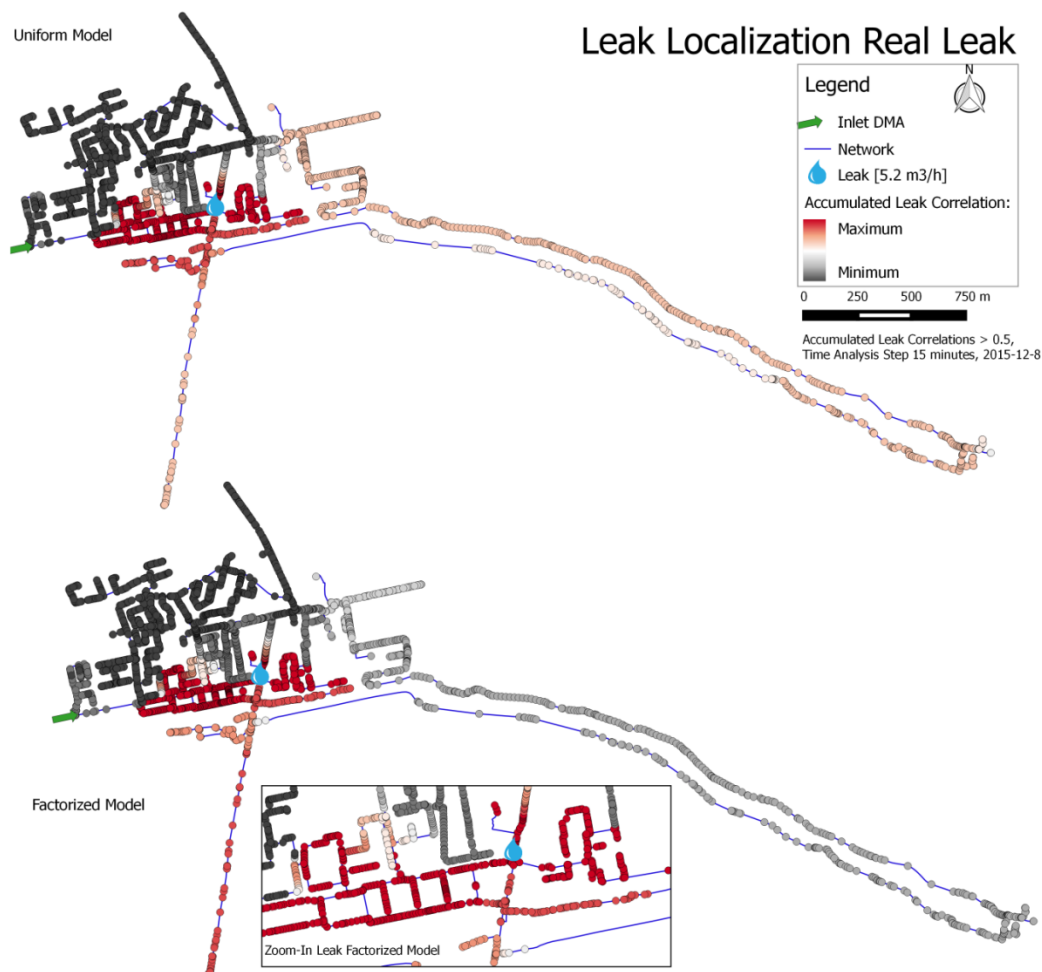 Uniform Model
Leak Localization Real Leak
Legend
N
Inlet DMA
Network
Leak [5.2 m3/h]
Accumulated Leak Correlation:
Maximum
Minimum
0 250 500 750 m
Accumulated Leak Correlations > 0.5,
Time Analysis Step 15 minutes, 2015-12-8
Factorized Model
Zoom-In Leak Factorized Model